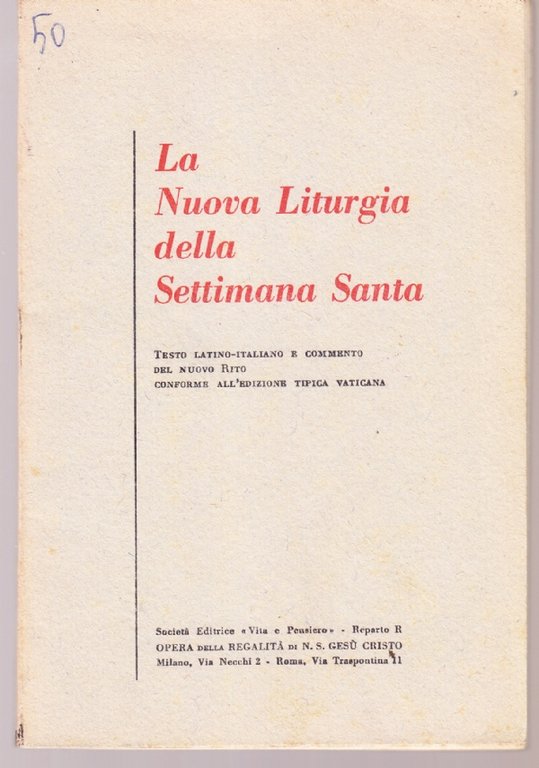 50
La
Nuova Liturgia
della
Settimana Santa
Testo latino-italiano e commento
del nuovo Rito
conforme all'edizione tipica vaticana
Società Editrice «Vita e Pensiero» - Reparto R
OPERA DELLA REGALITÀ DI N. S. GESÙ CRISTO
Milano, Via Necchi 2 - Roma, Via Traspontina 11